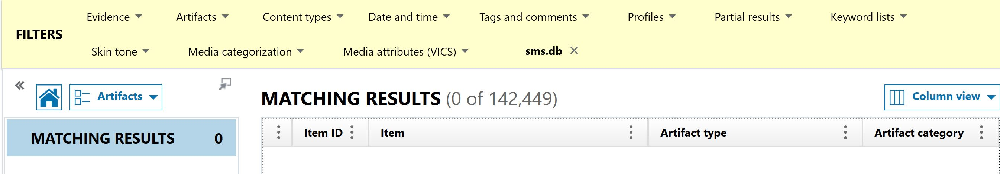 FILTERS
Evidence Artifacts Content types Date and time Tags and comments Profiles Partial results Keyword lists
Skin tone Media categorization Media attributes (VICS) sms.db
Artifacts
MATCHING RESULTS 0
MATCHING RESULTS (0 of 142,449)
Column view
Item ID Item Artifact type Artifact category